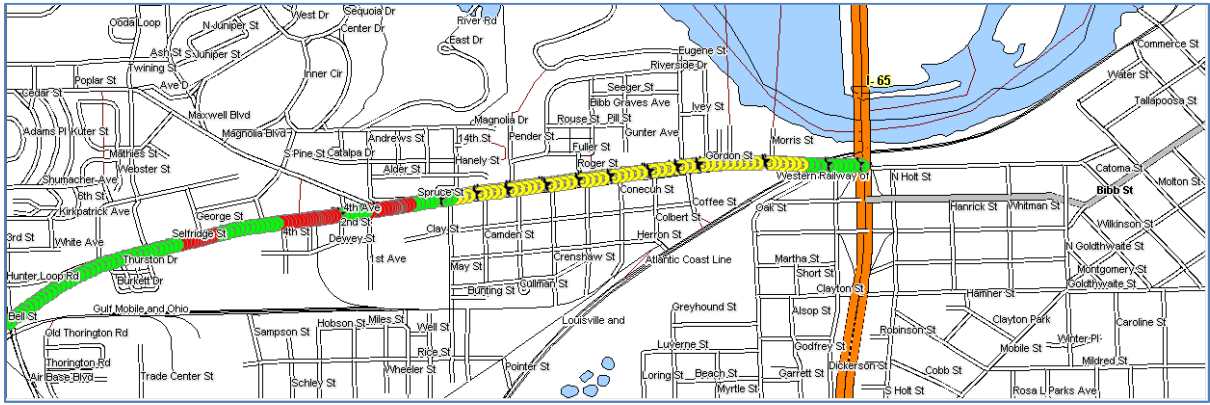 Ooda Loop
N Juniper St
West Dr
Sequoia Dr
Center Dr
River Rd
East Dr
Ash St
S Juniper St
Twining St
Inner Cir
Eugene St
Riverside Dr
Commerce St
Poplar St
Ave D
Cedar St
Seeger St
I- 65
Water St
Bibb Graves Ave
Ivey St
Tallapoosa St
Maxwell Blvd
Magnolia Dr
Rouse St
Pill St
Adams Pl
Kuter St
Magnolia Blvd
Andrews St
14th St
Pender St
Gunter Ave
Morris St
Mathies St
S Pine St
Catalpa Dr
Hanely St
Fuller St
Gordon St
Webster St
Alder St
Roger St
Catoma St
Shumacher Ave
Western Railway of
N Holt St
Molton St
6th St
Spruce St
Conecun St
Bibb St
Kirkpatrick Ave
George St
4th Ave
Coffee St
Oak St
Hanrick St
Whitman St
2nd St
Colbert St
Wilkinson St
3rd St
White Ave
Selfridge St
4th St
Dewey St
Clay St
Camden St
Herron St
N Goldthwaite St
Thurston Dr
1st Ave
Crenshaw St
Atlantic Coast Line
Martha St
Montgomery St
Hunter Loop Rd
Burkett Dr
May St
Cullman St
Short St
Goldthwaite St
Bunting St
Clayton St
Hamner St
Bell St
Gulf Mobile and Ohio
Greyhound St
Alsop St
Clayton Park
Caroline St
Old Thorington Rd
Sampson St
Hobson St
Miles St
Well St
Louisville and
Robinson St
Luverne St
Godfrey St
Mobile St
Winter Pl
Rice St
Thorington Rd
Wheeler St
Pointer St
Dickerson St
Mildred St
Air Base Blvd
Trade Center St
Schley St
Loring St
Beach St
Garrett St
Cobb St
Myrtle St
S Holt St
Rosa L Parks Ave